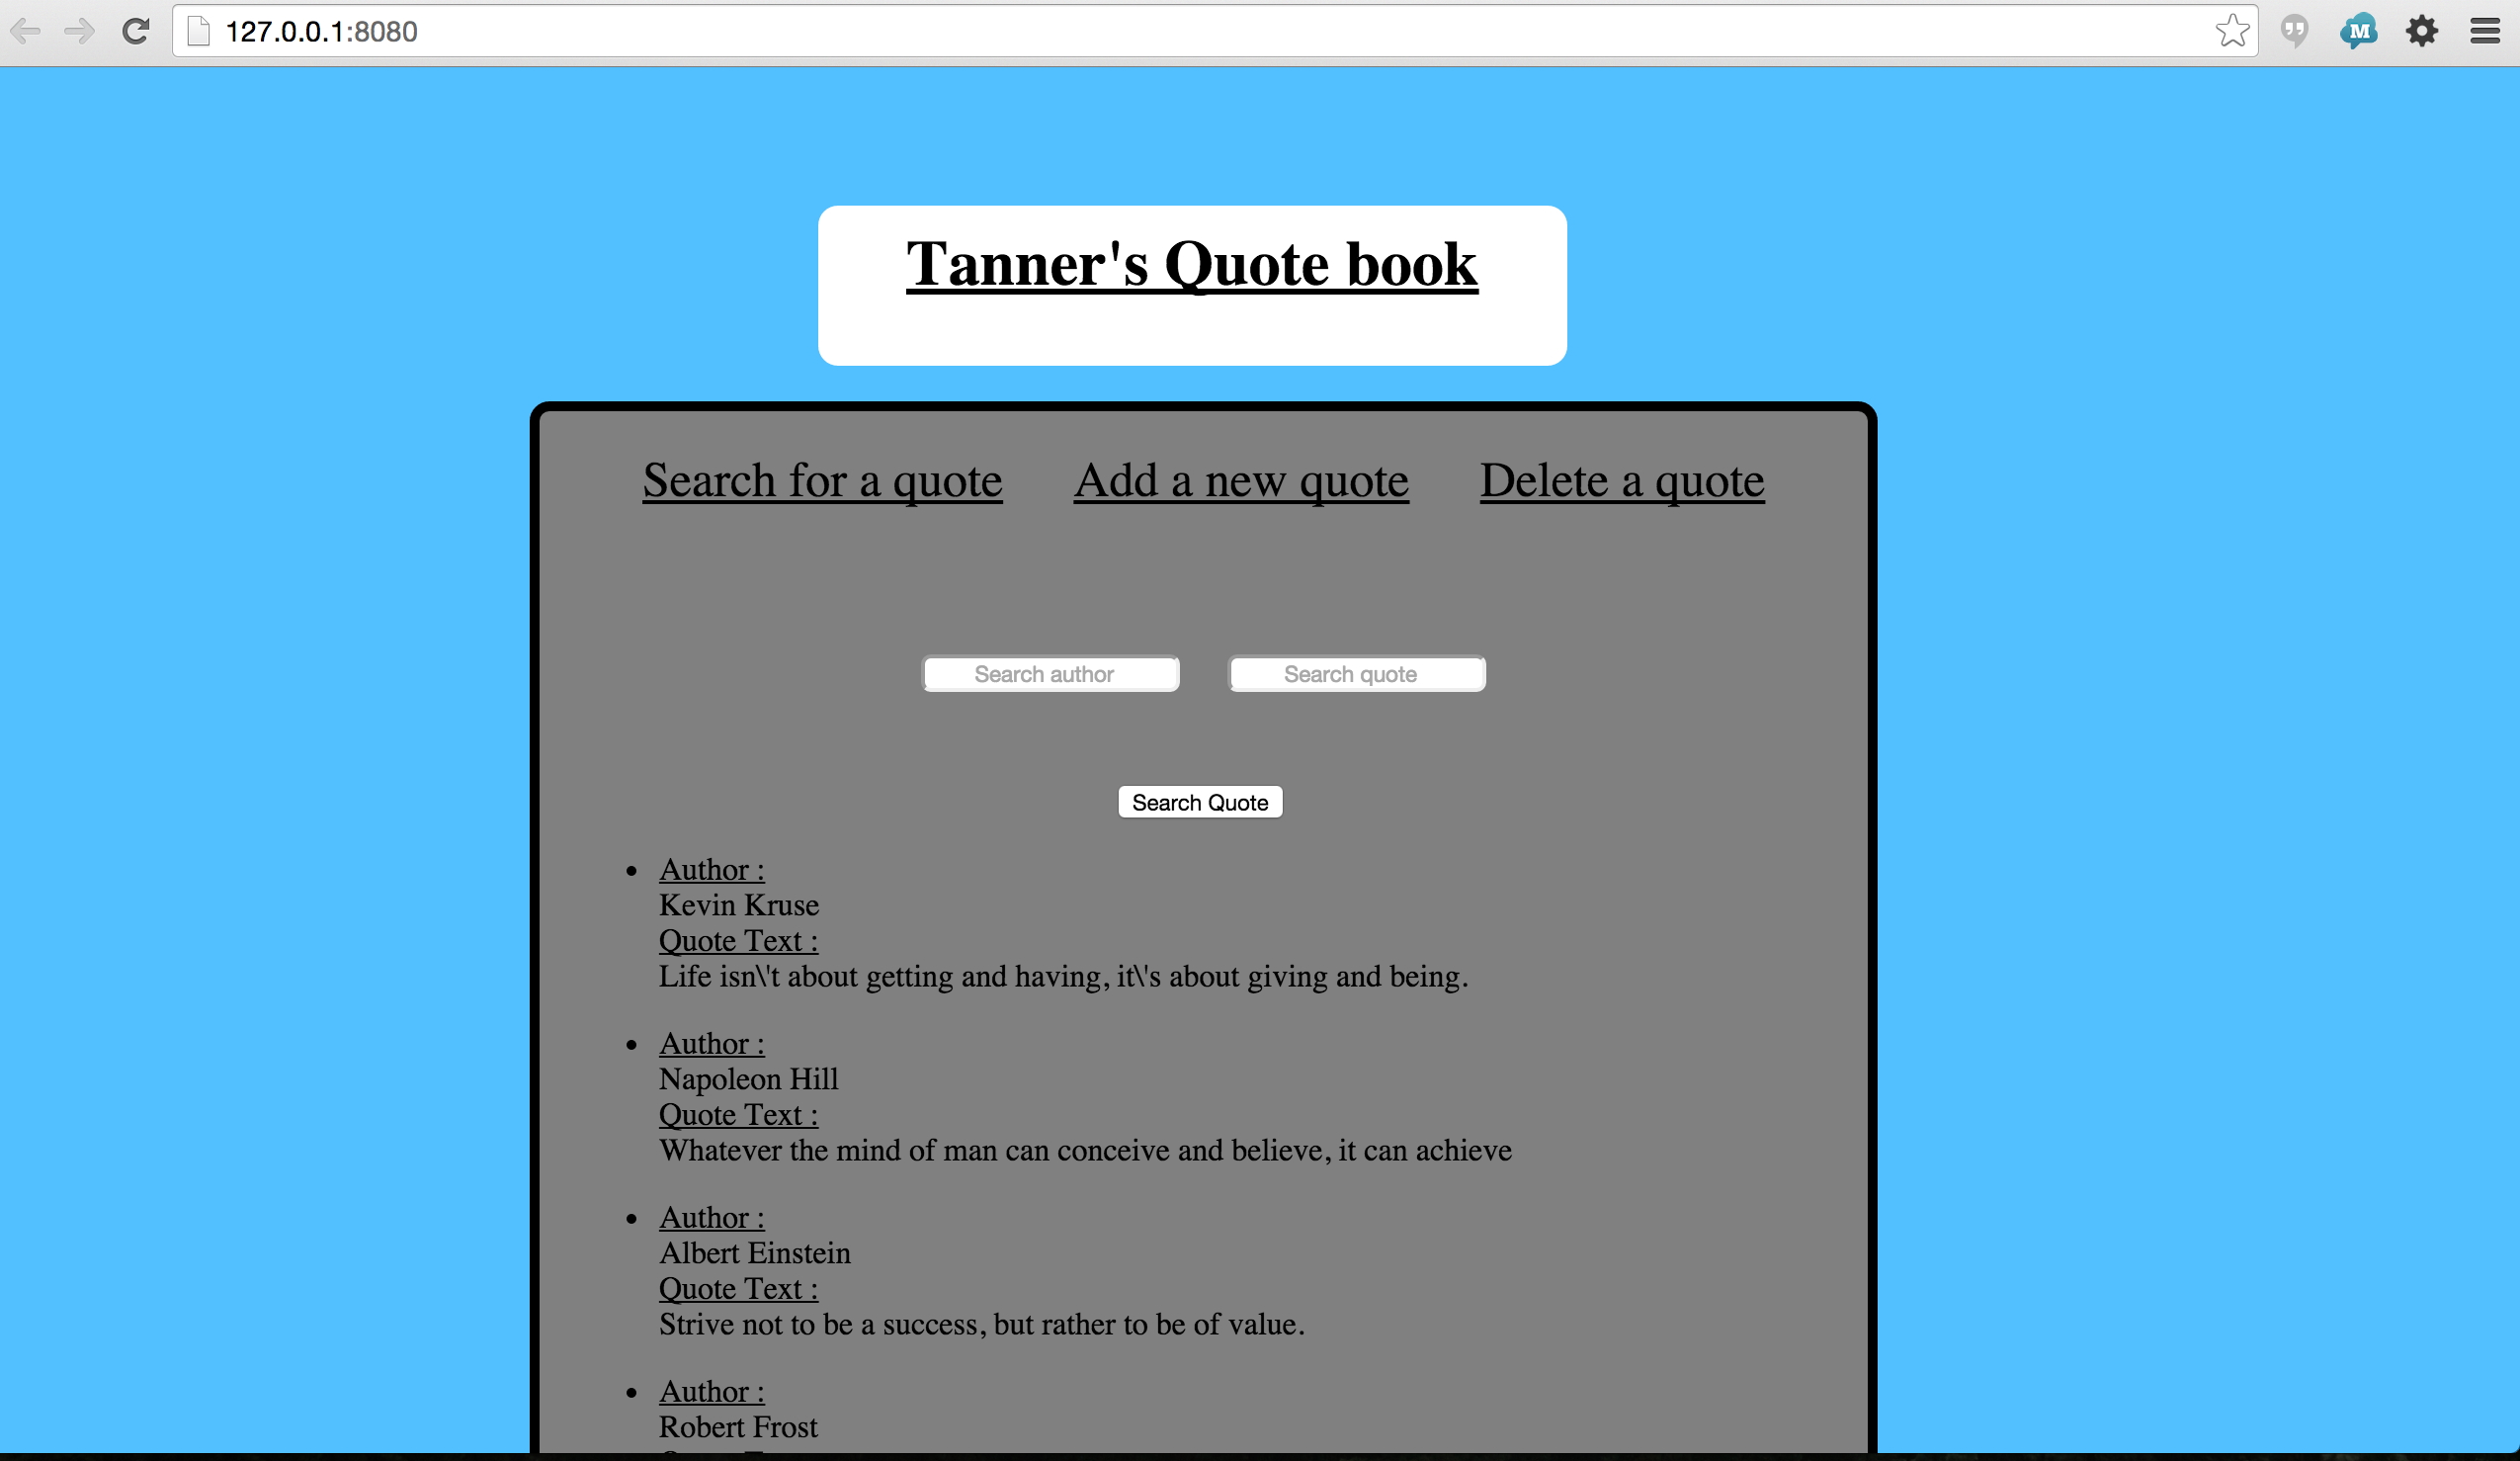 127.0.0.1:8080
Tanner's Quote book
Search for a quote Add a new quote Delete a quote
Search author Search quote
Search Quote
Author :
Kevin Kruse
Quote Text :
Life isn\'t about getting and having, it\'s about giving and being.
Author :
Napoleon Hill
Quote Text :
Whatever the mind of man can conceive and believe, it can achieve
Author :
Albert Einstein
Quote Text :
Strive not to be a success, but rather to be of value.
Author :
Robert Frost